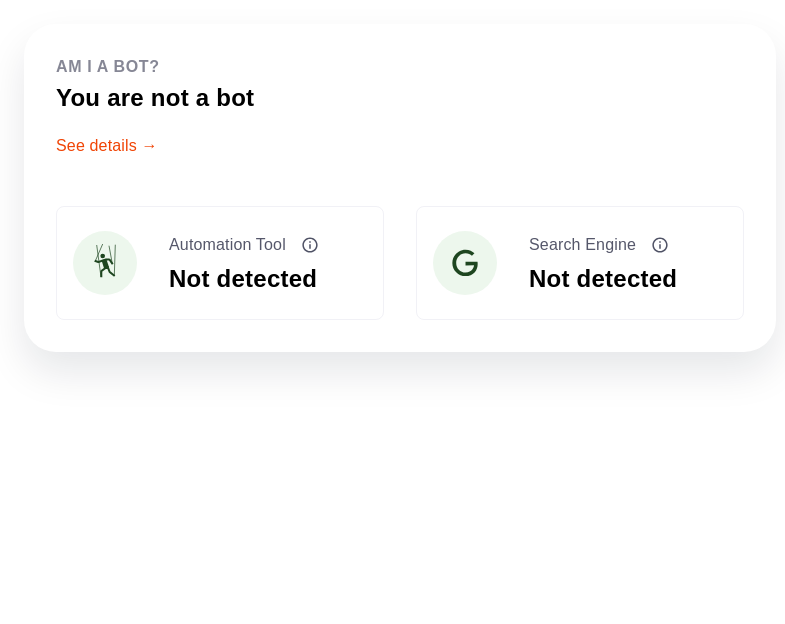 AM I A BOT?
You are not a bot
See details →
Automation Tool
Not detected
Search Engine
Not detected